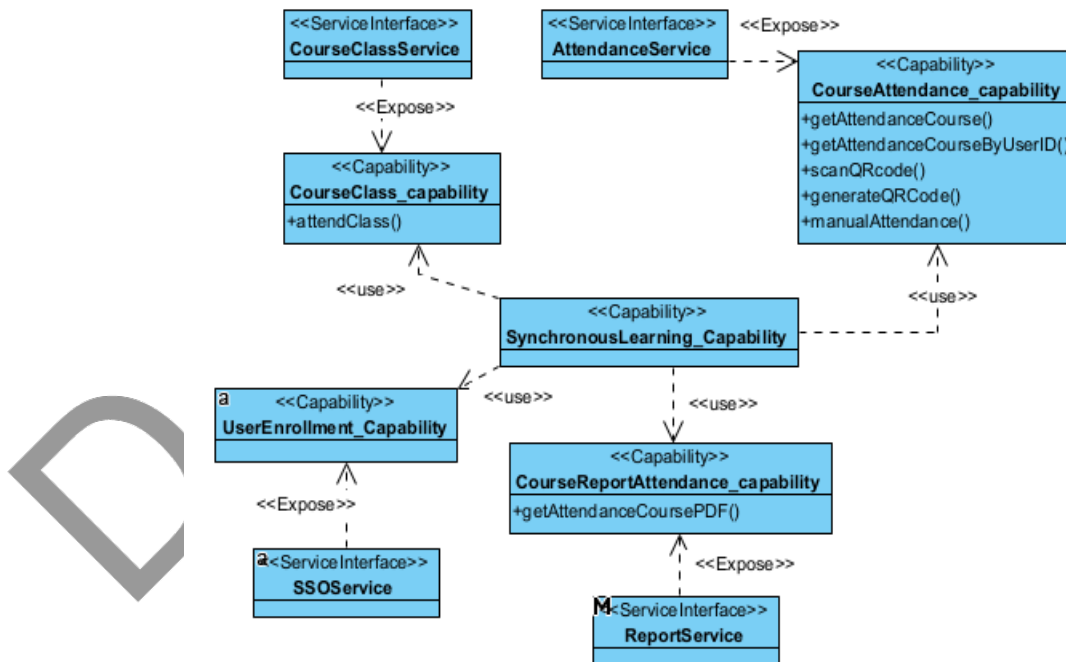 <<ServiceInterface>>
CourseClassService
<<ServiceInterface>>
AttendanceService
<<Expose>>
<<Capability>>
CourseAttendance_capability
+getAttendanceCourse()
+getAttendanceCourseByUserID()
+scanQRcode()
+generateQRCode()
+manualAttendance()
<<Expose>>
<<Capability>>
CourseClass_capability
+attendClass()
<<use>>
<<use>>
<<Capability>>
SynchronousLearning_Capability
a
<<Capability>>
UserEnrollment_Capability
<<use>>
<<use>>
<<Capability>>
CourseReportAttendance_capability
+getAttendanceCoursePDF()
<<Expose>>
a
<<ServiceInterface>>
SSOService
<<Expose>>
M
<<ServiceInterface>>
ReportService